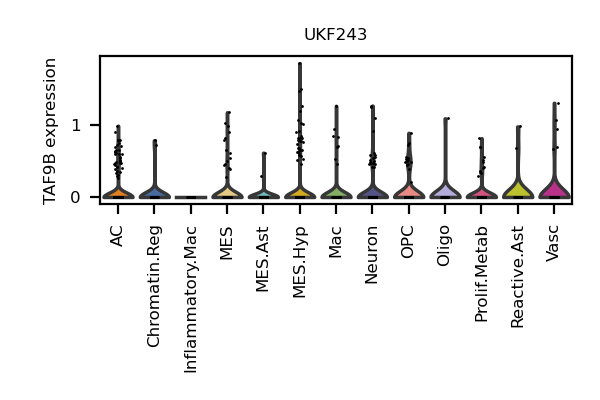 UKF243
TAF9B expression
1
0
AC
Chromatin.Reg
Inflammatory.Mac
MES
MES.Ast
MES.Hyp
Mac
Neuron
OPC
Oligo
Prolif.Metab
Reactive.Ast
Vasc